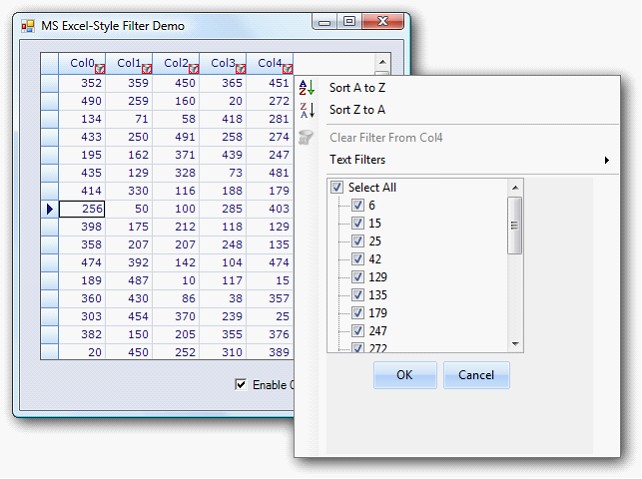 MS Excel-Style Filter Demo
Col0 Col1 Col2 Col3 Col4
352 359 450 365 451
490 259 160 20 272
134 71 58 418 281
433 250 491 258 274
195 162 371 439 247
435 129 328 73 481
414 330 116 188 179
256 50 100 285 403
398 175 212 118 129
358 207 207 248 135
474 392 142 104 474
189 487 10 117 15
360 430 86 38 357
303 454 370 239 25
382 150 205 355 376
20 450 252 310 389
Enable
Sort A to Z
Sort Z to A
Clear Filter From Col4
Text Filters
Select All
6
15
25
42
129
135
179
247
272
OK Cancel